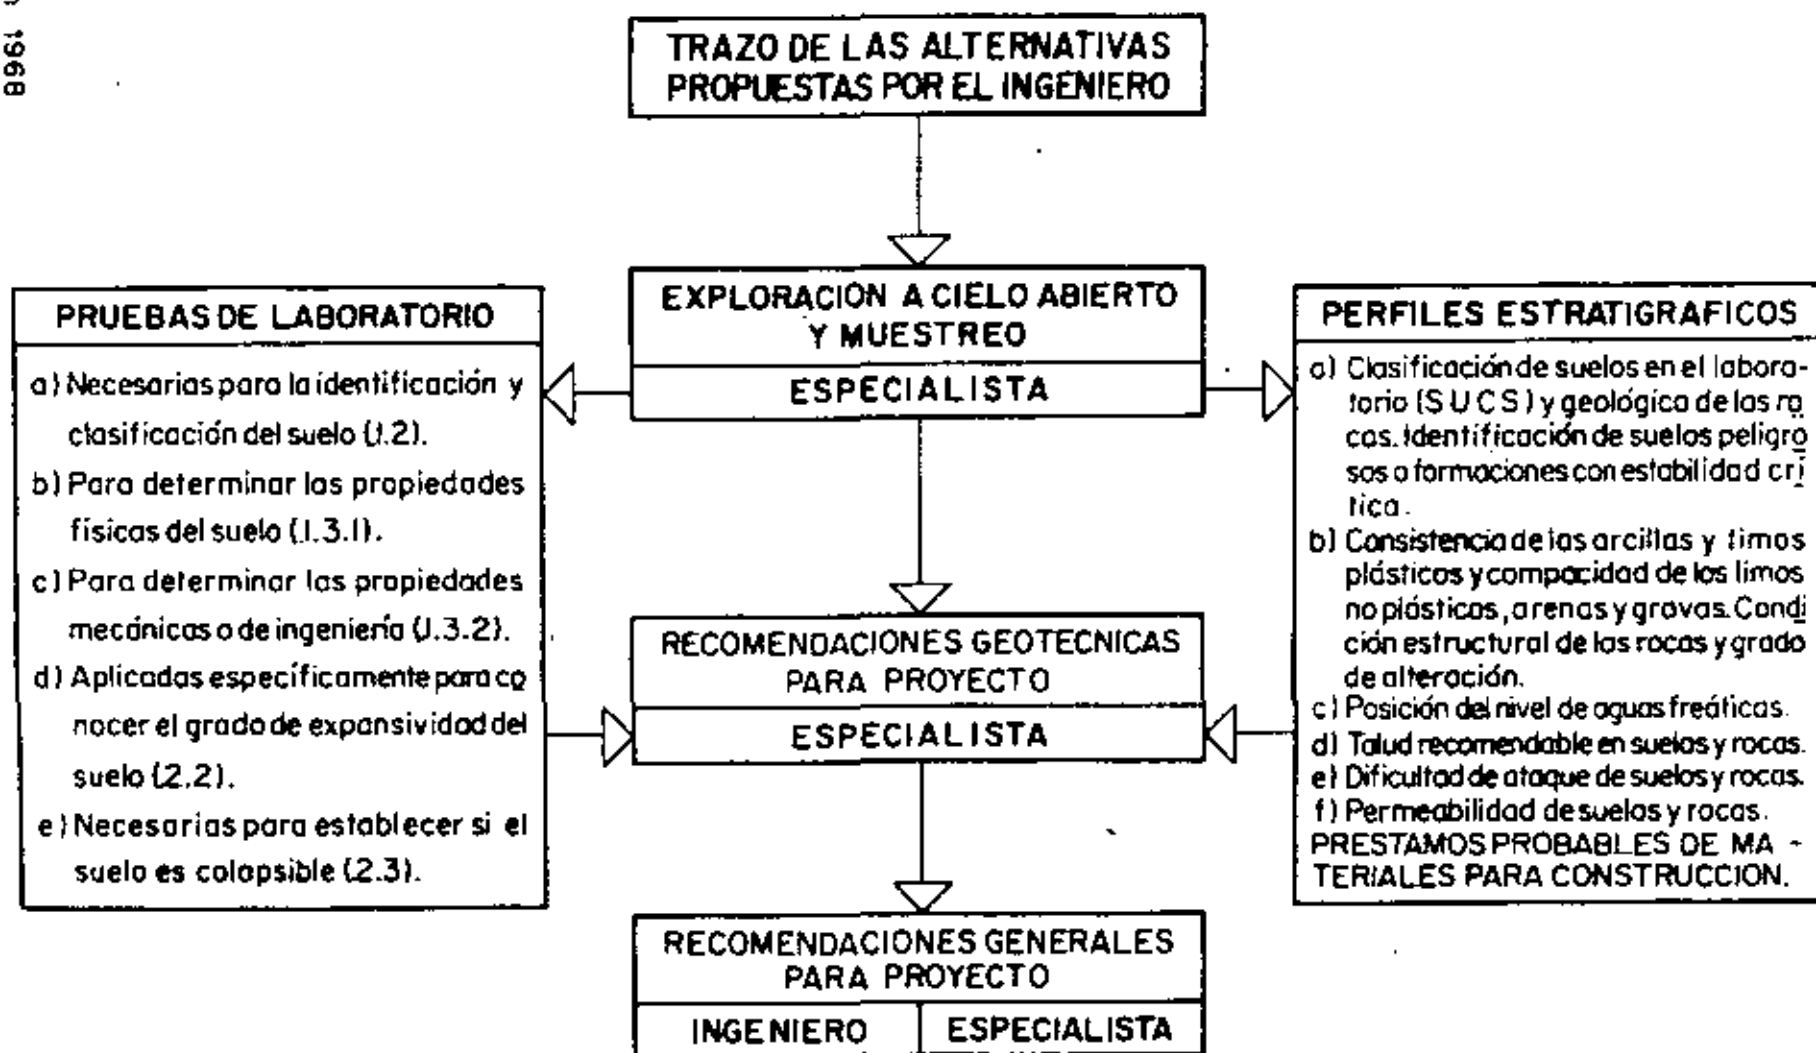 1988
TRAZO DE LAS ALTERNATIVAS
PROPUESTAS POR EL INGENIERO
EXPLORACION A CIELO ABIERTO
Y MUESTREO
ESPECIALISTA
PRUEBAS DE LABORATORIO
a) Necesarias para la identificación y
clasificación del suelo (1.2).
b) Para determinar las propiedades
físicas del suelo (1.3.1).
c) Para determinar las propiedades
mecánicas o de ingeniería (1.3.2).
d) Aplicadas específicamente para co
nocer el grado de expansividad del
suelo (2.2).
e) Necesarias para establecer si el
suelo es colapsible (2.3).
PERFILES ESTRATIGRAFICOS
a) Clasificación de suelos en el labora-
torio (S U C S) y geológica de las ro
cas. Identificación de suelos peligro
sos o formaciones con estabilidad crí
tica.
b) Consistencia de las arcillas y limos
plásticos y compacidad de los limos
no plásticos, arenas y gravas. Condi
ción estructural de las rocas y grado
de alteración.
c) Posición del nivel de aguas freáticas.
d) Talud recomendable en suelos y rocas.
e) Dificultad de ataque de suelos y rocas.
f) Permeabilidad de suelos y rocas.
PRESTAMOS PROBABLES DE MA -
TERIALES PARA CONSTRUCCION.
RECOMENDACIONES GEOTECNICAS
PARA PROYECTO
ESPECIALISTA
RECOMENDACIONES GENERALES
PARA PROYECTO
INGENIERO
ESPECIALISTA